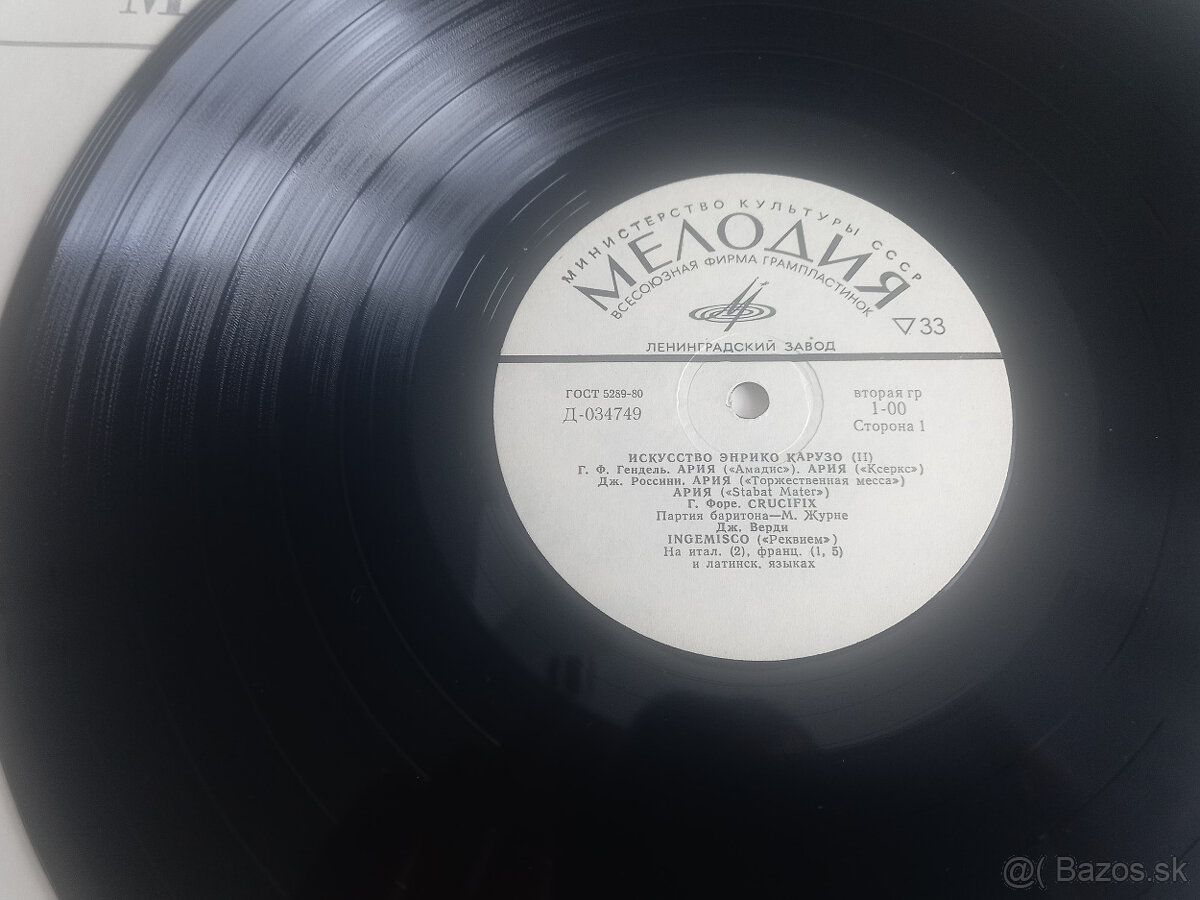 МИНИСТЕРСТВО КУЛЬТУРЫ СССР
МЕЛОДИЯ
ВСЕСОЮЗНАЯ ФИРМА ГРАМПЛАСТИНОК
▽33
ЛЕНИНГРАДСКИЙ ЗАВОД
ГОСТ 5289-80
Д-034749
вторая гр
1-00
Сторона 1
ИСКУССТВО ЭНРИКО КАРУЗО (II)
Г. Ф. Гендель. АРИЯ («Амадис»). АРИЯ («Ксеркс»)
Дж. Россини. АРИЯ («Торжественная месса»)
АРИЯ («Stabat Mater»)
Г. Форе. CRUCIFIX
Партия баритона—М. Журне
Дж. Верди
INGEMISCO («Реквием»)
На итал. (2), франц. (1, 5)
и латинск. языках
@( Bazos.sk